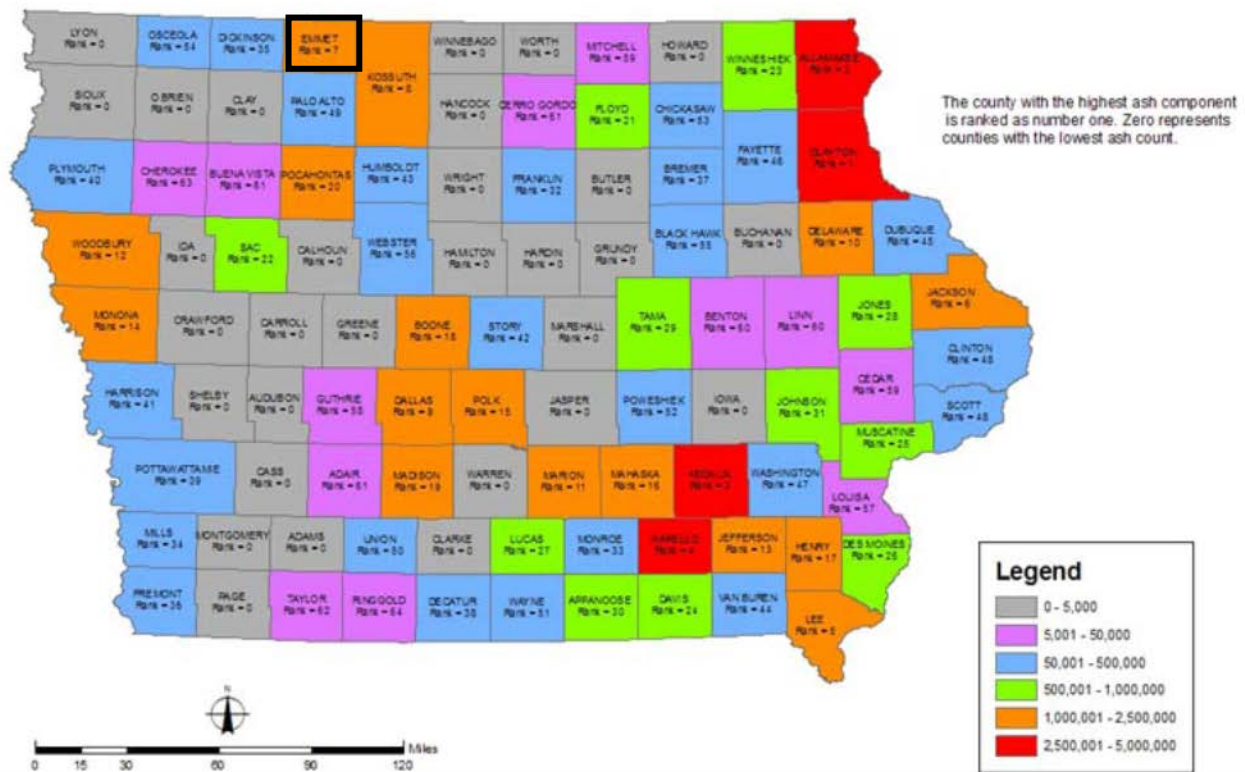 LYON
Rank = 0
OSCEOLA
Rank = 54
DICKINSON
Rank = 35
EMMET
Rank = 7
KOSSUTH
Rank = 8
WINNEBAGO
Rank = 0
WORTH
Rank = 0
MITCHELL
Rank = 59
HOWARD
Rank = 0
WINNESHIEK
Rank = 23
ALLAMAKEE
The county with the highest ash component
is ranked as number one. Zero represents
counties with the lowest ash count.
SIOUX
Rank = 0
O BRIEN
Rank = 0
CLAY
Rank = 0
PALO ALTO
Rank = 49
HANCOCK
Rank = 0
CERRO GORDO
Rank = 61
FLOYD
Rank = 21
CHICKASAW
Rank = 53
FAYETTE
Rank = 46
CLAYTON
Rank = 1
PLYMOUTH
Rank = 40
CHEROKEE
Rank = 63
BUENA VISTA
Rank = 61
POCAHONTAS
Rank = 20
HUMBOLDT
Rank = 43
WRIGHT
Rank = 0
FRANKLIN
Rank = 32
BUTLER
Rank = 0
BREMER
Rank = 37
WOODBURY
Rank = 12
IDA
Rank = 0
SAC
Rank = 22
CALHOUN
Rank = 0
WEBSTER
Rank = 56
HAMILTON
Rank = 0
HARDIN
Rank = 0
GRUNDY
Rank = 0
BLACK HAWK
Rank = 55
BUCHANAN
Rank = 0
DELAWARE
Rank = 10
DUBUQUE
Rank = 45
MONONA
Rank = 14
CRAWFORD
Rank = 0
CARROLL
Rank = 0
GREENE
Rank = 0
BOONE
Rank = 18
STORY
Rank = 42
MARSHALL
Rank = 0
TAMA
Rank = 29
BENTON
Rank = 60
LINN
Rank = 60
JONES
Rank = 28
JACKSON
Rank = 6
CLINTON
Rank = 48
HARRISON
Rank = 41
SHELBY
Rank = 0
AUDUBON
Rank = 0
GUTHRIE
Rank = 58
DALLAS
Rank = 9
POLK
Rank = 15
JASPER
Rank = 0
POWESHIEK
Rank = 52
IOWA
Rank = 0
JOHNSON
Rank = 31
CEDAR
Rank = 59
SCOTT
Rank = 48
MUSCATINE
Rank = 25
POTTAWATTAMIE
Rank = 39
CASS
Rank = 0
ADAIR
Rank = 61
MADISON
Rank = 19
WARREN
Rank = 0
MARION
Rank = 11
MAHASKA
Rank = 16
KEOKUK
WASHINGTON
Rank = 47
LOUISA
Rank = 57
MILLS
Rank = 34
MONTGOMERY
Rank = 0
ADAMS
Rank = 0
UNION
Rank = 50
CLARKE
Rank = 0
LUCAS
Rank = 27
MONROE
Rank = 33
WAPELLO
Rank = 4
JEFFERSON
Rank = 13
HENRY
Rank = 17
DES MOINES
Rank = 26
FREMONT
Rank = 36
PAGE
Rank = 0
TAYLOR
Rank = 62
RINGGOLD
Rank = 64
DECATUR
Rank = 38
WAYNE
Rank = 51
APPANOOSE
Rank = 30
DAVIS
Rank = 24
VAN BUREN
Rank = 44
LEE
Rank = 5
Legend
0 - 5,000
5,001 - 50,000
50,001 - 500,000
500,001 - 1,000,000
1,000,001 - 2,500,000
2,500,001 - 5,000,000
N
Miles
0 15 30 60 90 120